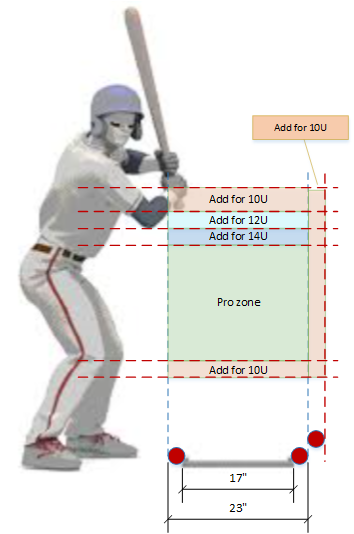 Add for 10U
Add for 10U
Add for 12U
Add for 14U
Pro zone
Add for 10U
17"
23"